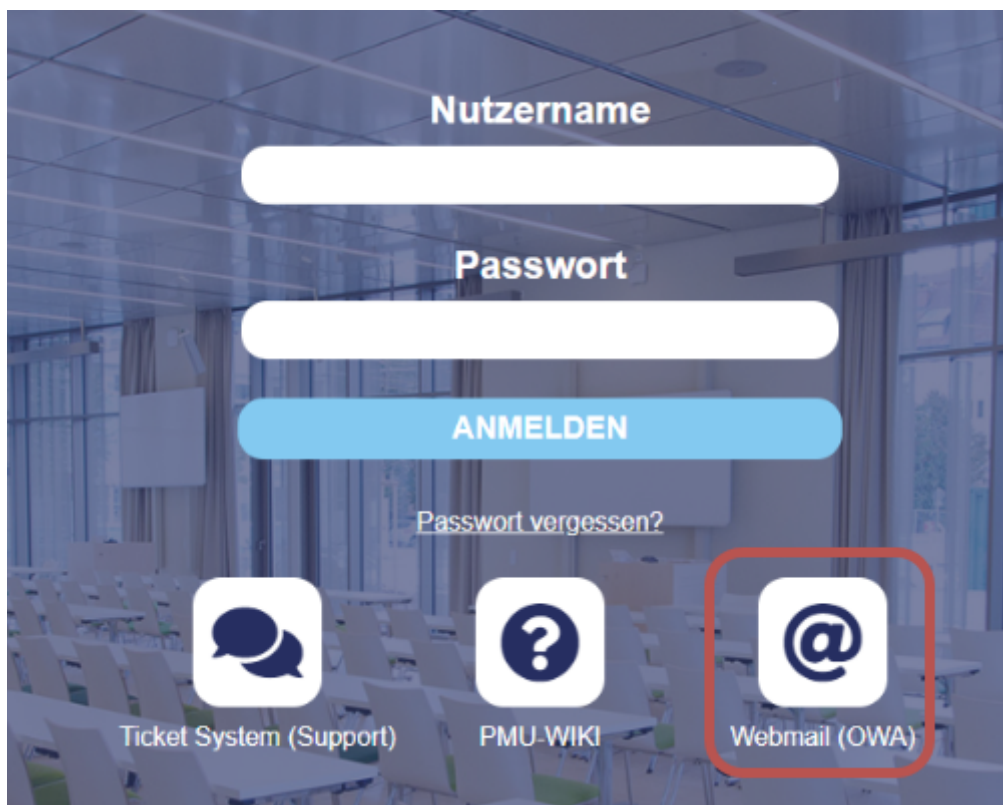 Nutzername
Passwort
ANMELDEN
Passwort vergessen?
Ticket System (Support)
PMU-WIKI
Webmail (OWA)